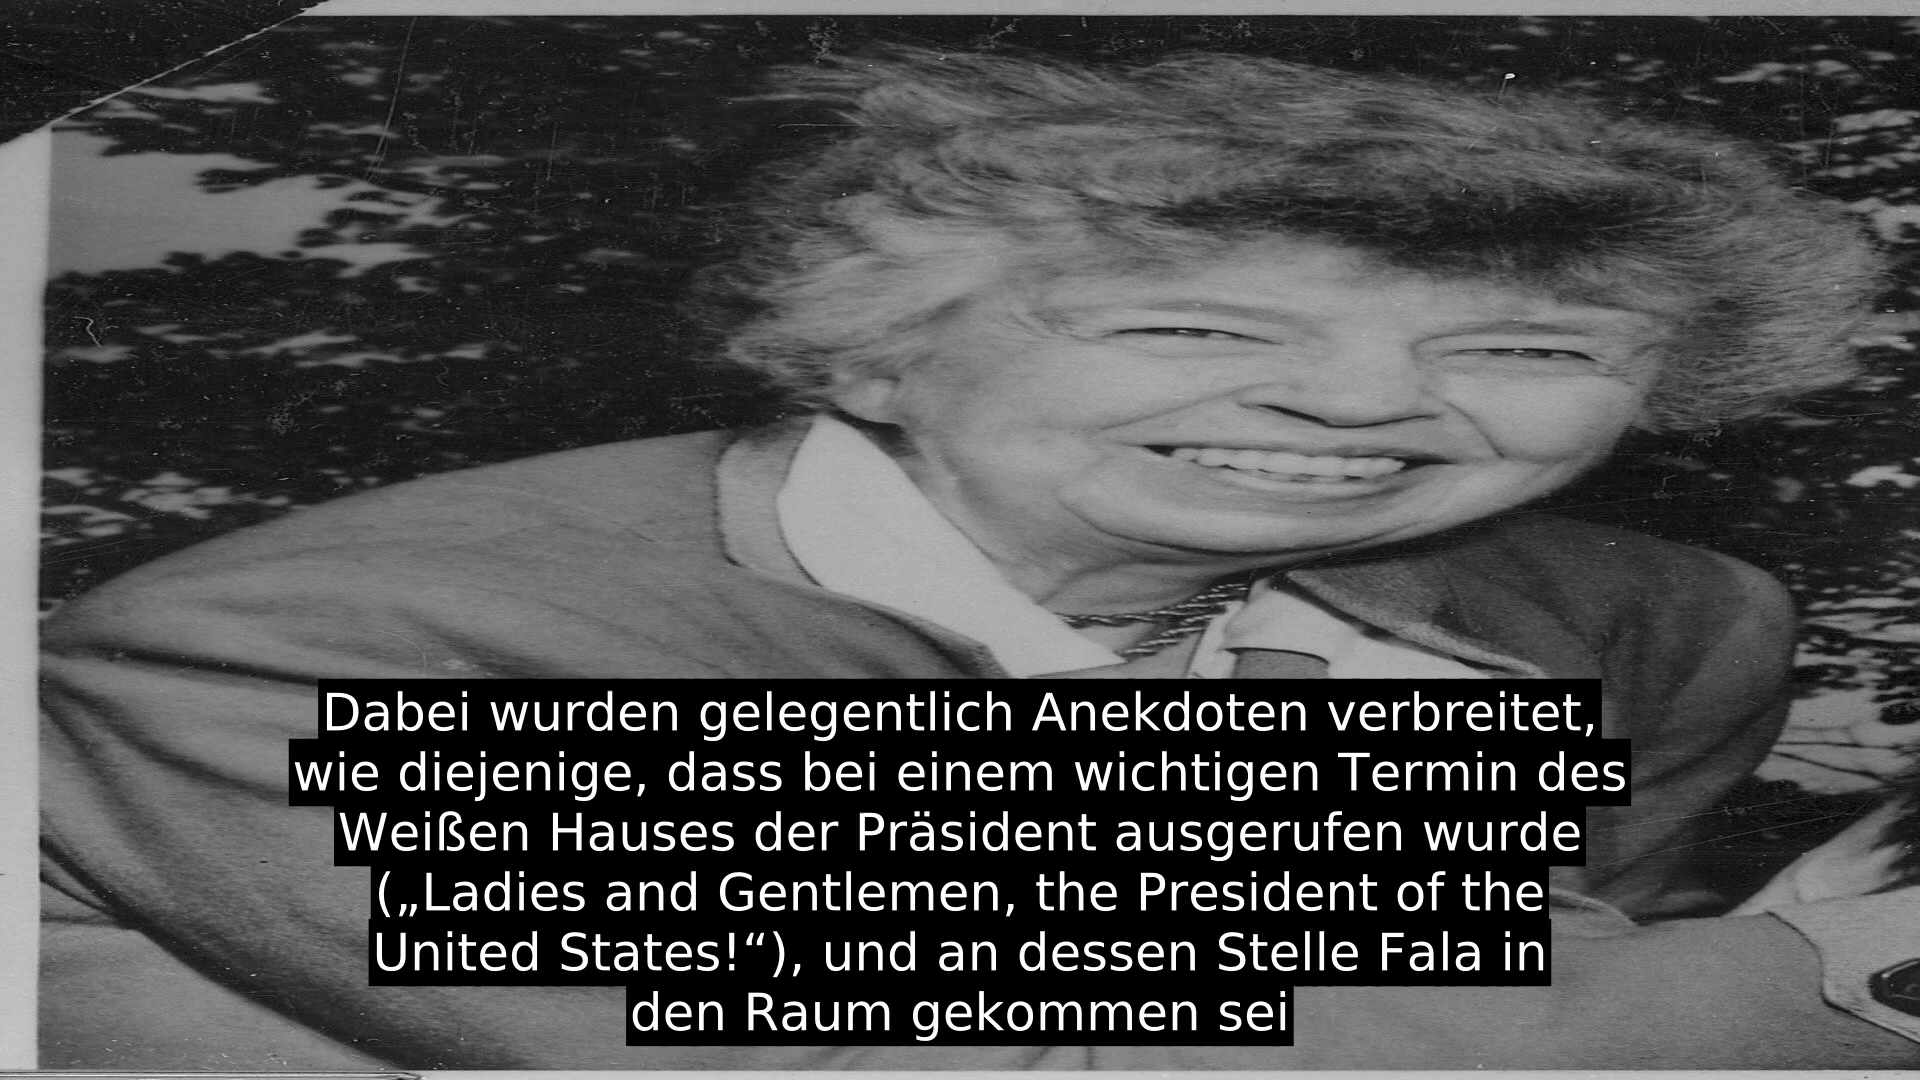 Dabei wurden gelegentlich Anekdoten verbreitet,
wie diejenige, dass bei einem wichtigen Termin des
Weißen Hauses der Präsident ausgerufen wurde
(„Ladies and Gentlemen, the President of the
United States!“), und an dessen Stelle Fala in
den Raum gekommen sei